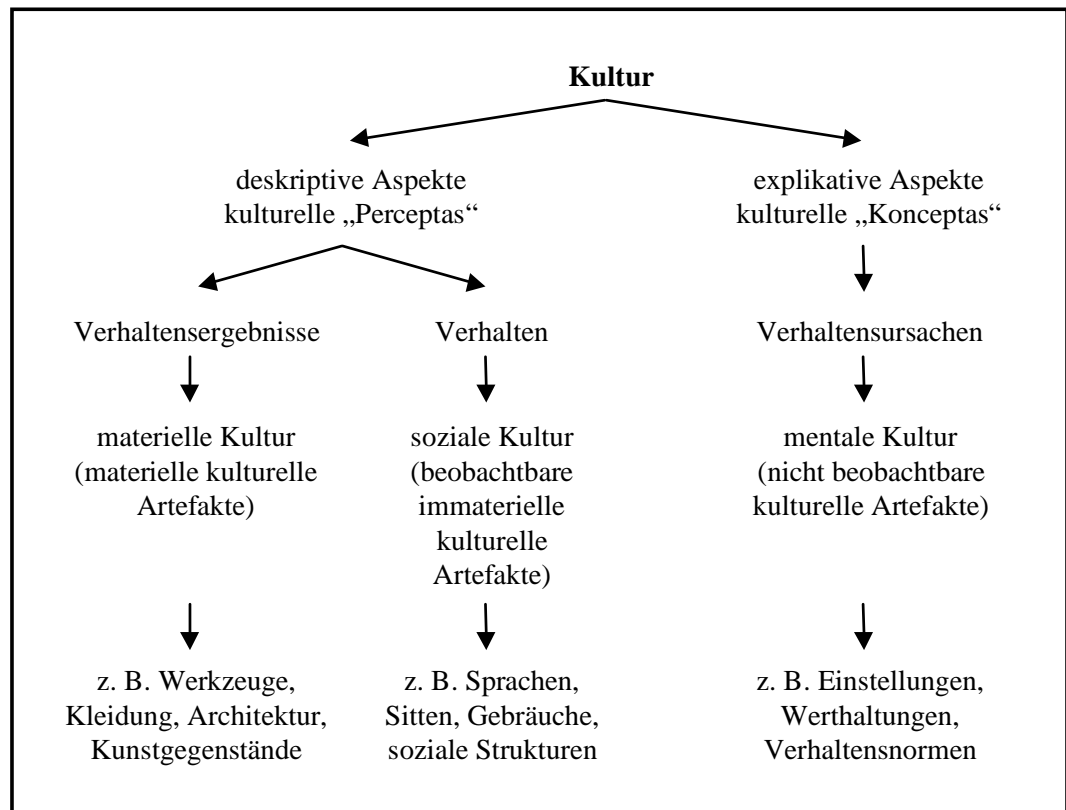 Kultur
deskriptive Aspekte
kulturelle „Perceptas“
explikative Aspekte
kulturelle „Konceptas“
Verhaltensergebnisse
Verhalten
Verhaltensursachen
materielle Kultur
(materielle kulturelle
Artefakte)
soziale Kultur
(beobachtbare
immaterielle
kulturelle
Artefakte)
mentale Kultur
(nicht beobachtbare
kulturelle Artefakte)
z. B. Werkzeuge,
Kleidung, Architektur,
Kunstgegenstände
z. B. Sprachen,
Sitten, Gebräuche,
soziale Strukturen
z. B. Einstellungen,
Werthaltungen,
Verhaltensnormen